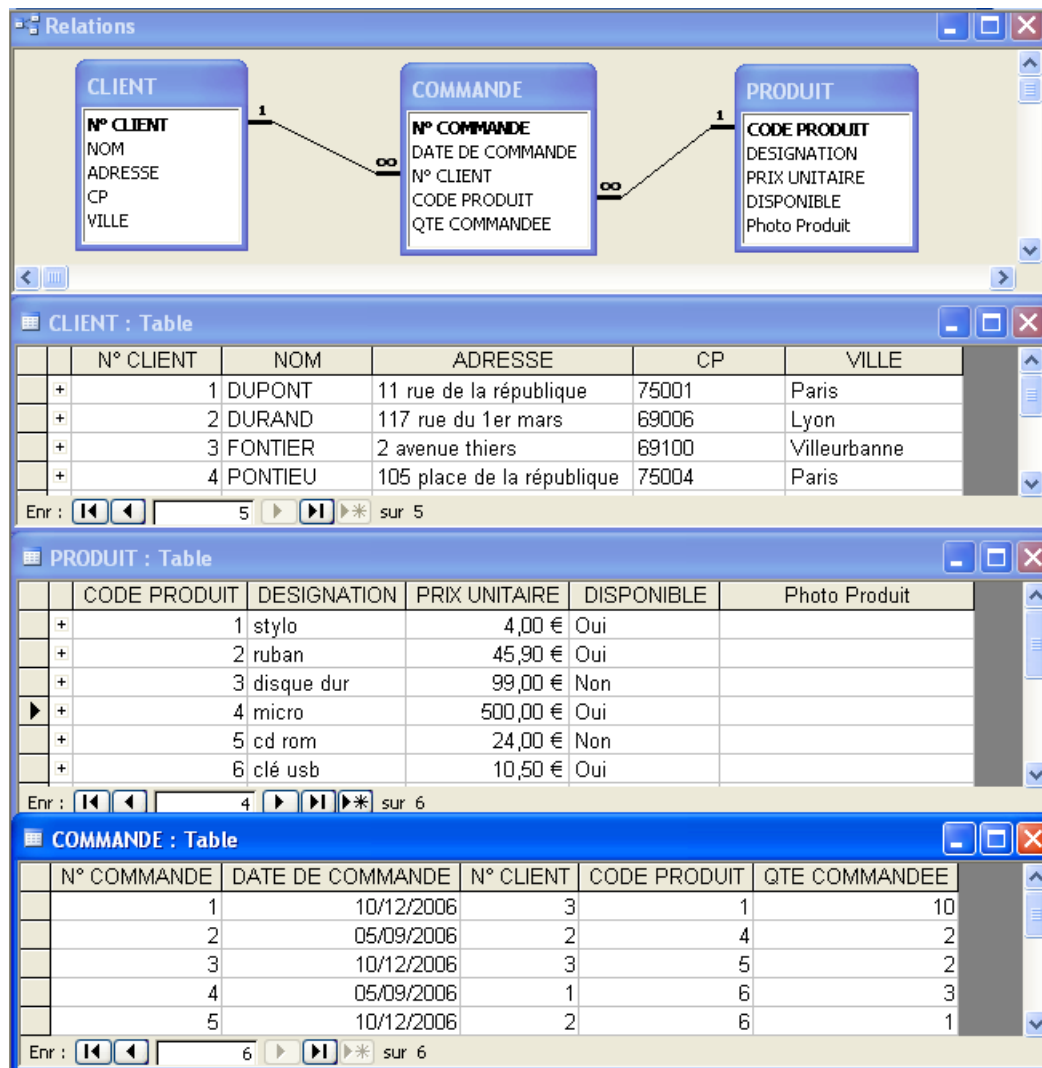 Relations
CLIENT COMMANDE PRODUIT
1 1
N° CLIENT N° COMMANDE CODE PRODUIT
NOM DATE DE COMMANDE DESIGNATION
ADRESSE ∞ N° CLIENT PRIX UNITAIRE
CP CODE PRODUIT ∞ DISPONIBLE
VILLE QTE COMMANDEE Photo Produit
CLIENT : Table
N° CLIENT NOM ADRESSE CP VILLE
1 DUPONT 11 rue de la république 75001 Paris
2 DURAND 117 rue du 1er mars 69006 Lyon
3 FONTIER 2 avenue thiers 69100 Villeurbanne
4 PONTIEU 105 place de la république 75004 Paris
Enr : 5 sur 5
PRODUIT : Table
CODE PRODUIT DESIGNATION PRIX UNITAIRE DISPONIBLE Photo Produit
1 stylo 4,00 € Oui
2 ruban 45,90 € Oui
3 disque dur 99,00 € Non
4 micro 500,00 € Oui
5 cd rom 24,00 € Non
6 clé usb 10,50 € Oui
Enr : 4 sur 6
COMMANDE : Table
N° COMMANDE DATE DE COMMANDE N° CLIENT CODE PRODUIT QTE COMMANDEE
1 10/12/2006 3 1 10
2 05/09/2006 2 4 2
3 10/12/2006 3 5 2
4 05/09/2006 1 6 3
5 10/12/2006 2 6 1
Enr : 6 sur 6